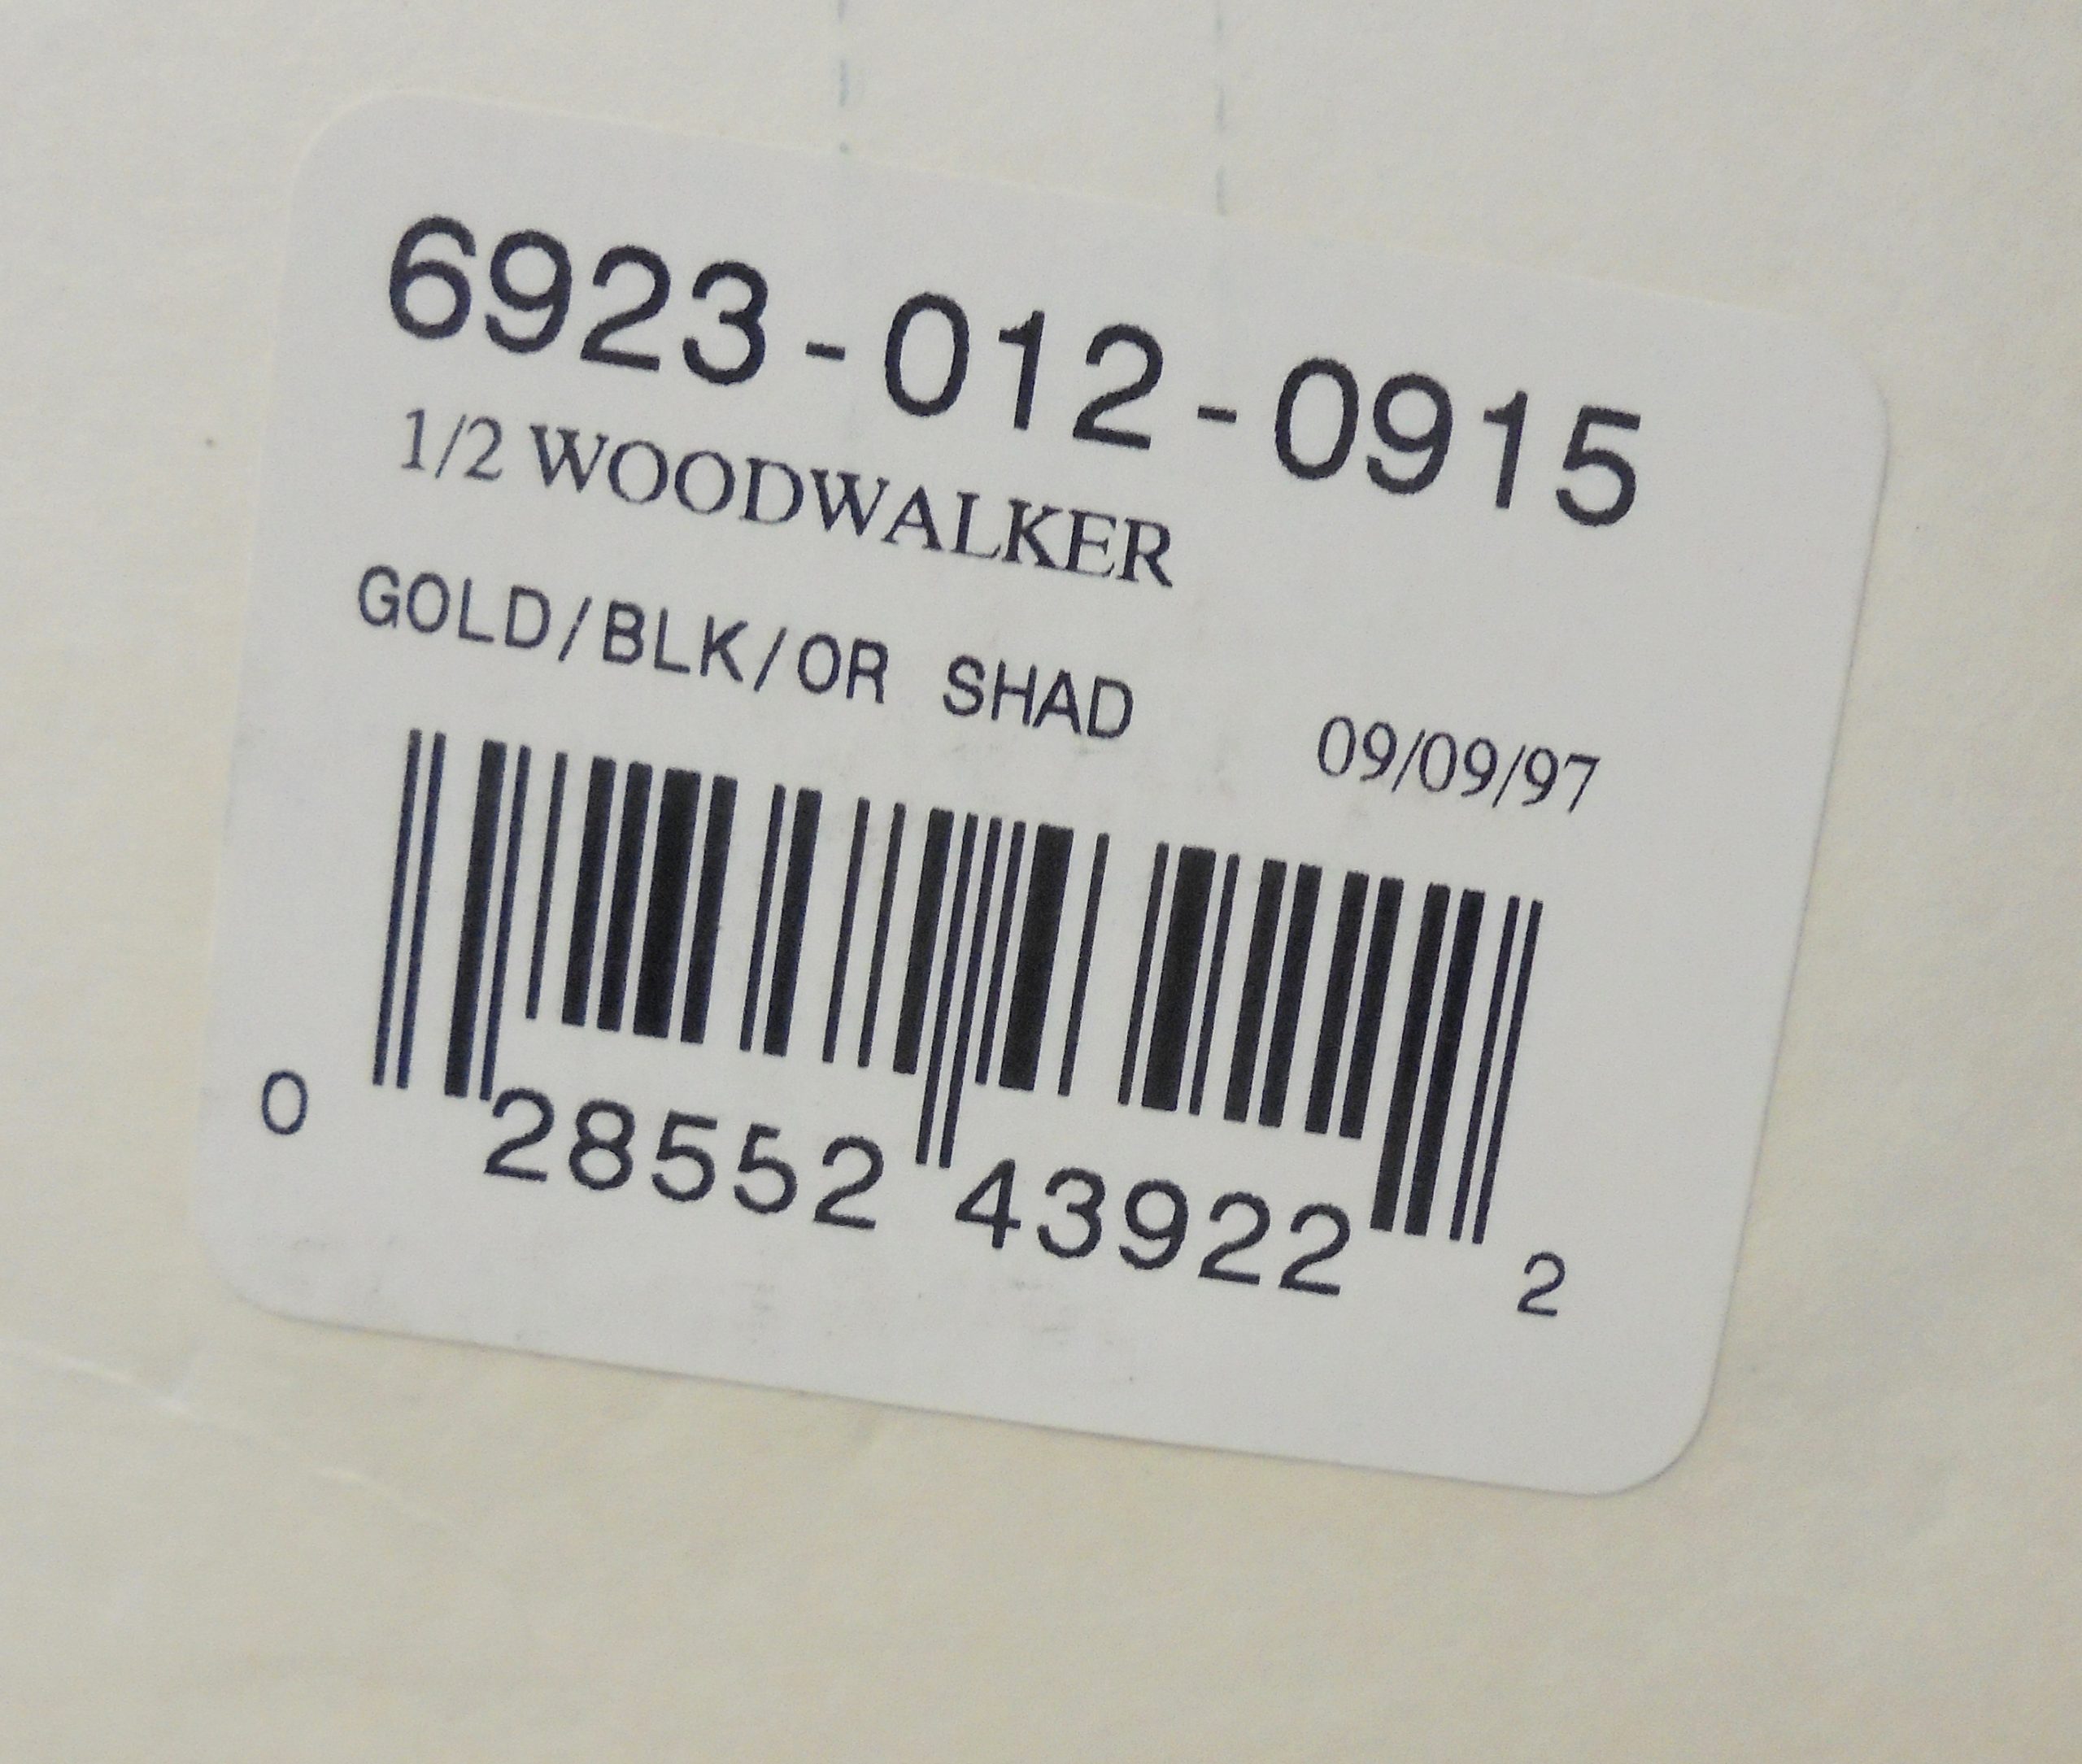 6923-012-0915
1/2 WOODWALKER
GOLD/BLK/OR SHAD
09/09/97
0 28552 43922 2